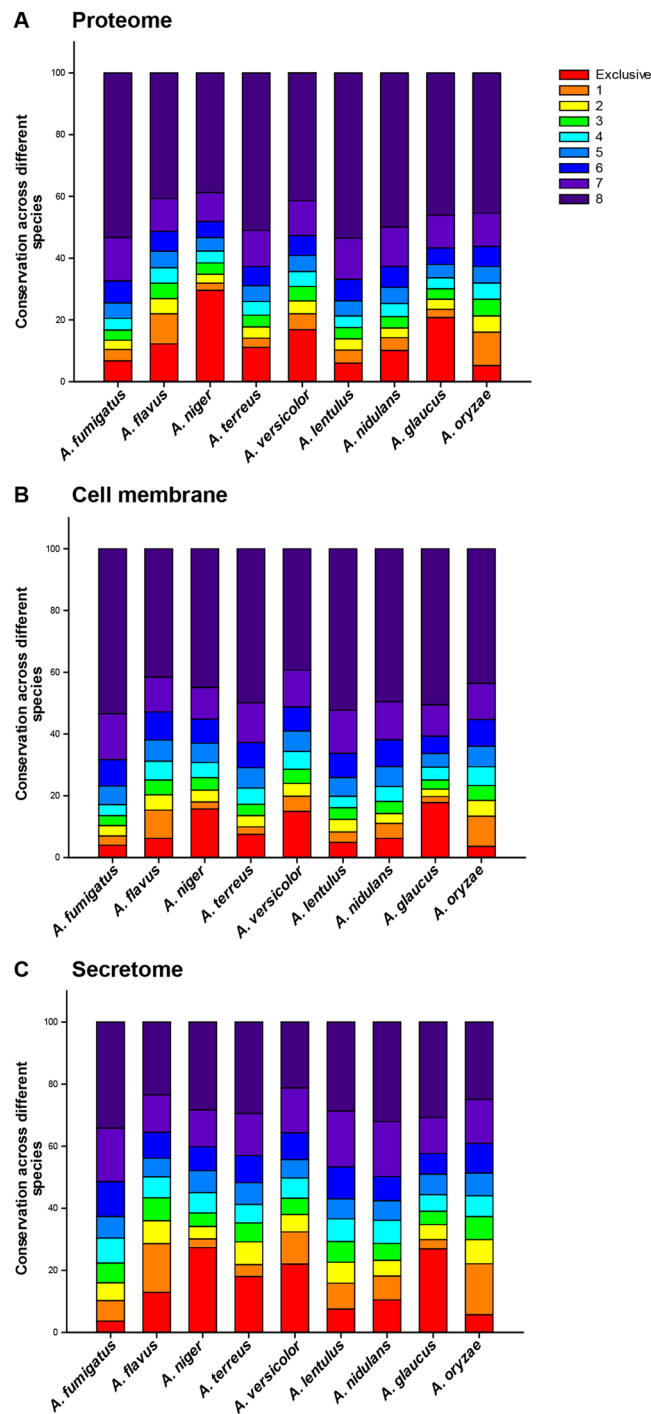 A Proteome
100
80
60
40
20
0
Conservation across different
species
A. fumigatus
A. flavus
A. niger
A. terreus
A. versicolor
A. lentulus
A. nidulans
A. glaucus
A. oryzae
Exclusive
1
2
3
4
5
6
7
8
B Cell membrane
100
80
60
40
20
0
Conservation across different
species
A. fumigatus
A. flavus
A. niger
A. terreus
A. versicolor
A. lentulus
A. nidulans
A. glaucus
A. oryzae
C Secretome
100
80
60
40
20
0
Conservation across different
species
A. fumigatus
A. flavus
A. niger
A. terreus
A. versicolor
A. lentulus
A. nidulans
A. glaucus
A. oryzae